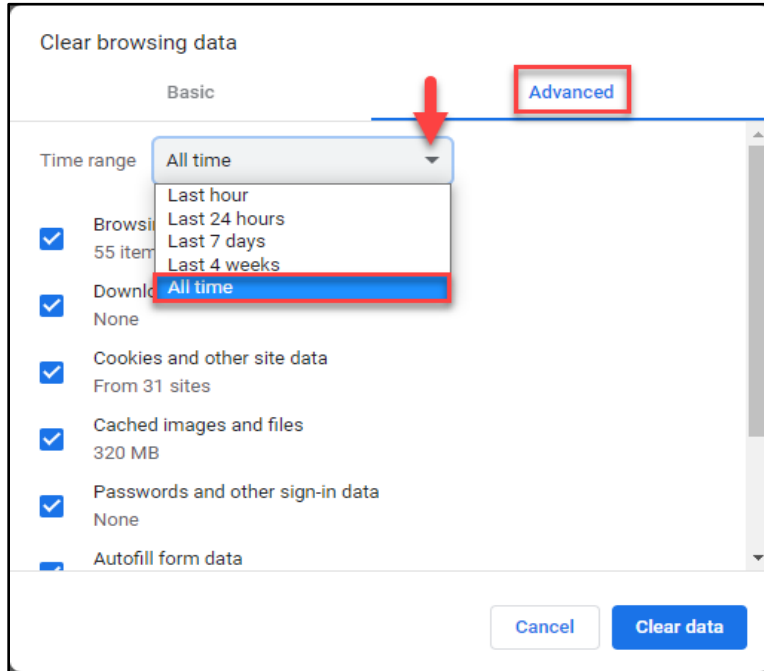 Clear browsing data
Basic
Advanced
Time range
All time
Last hour
Last 24 hours
Last 7 days
Last 4 weeks
All time
Browsi
55 item
Downlo
None
Cookies and other site data
From 31 sites
Cached images and files
320 MB
Passwords and other sign-in data
None
Autofill form data
Cancel
Clear data